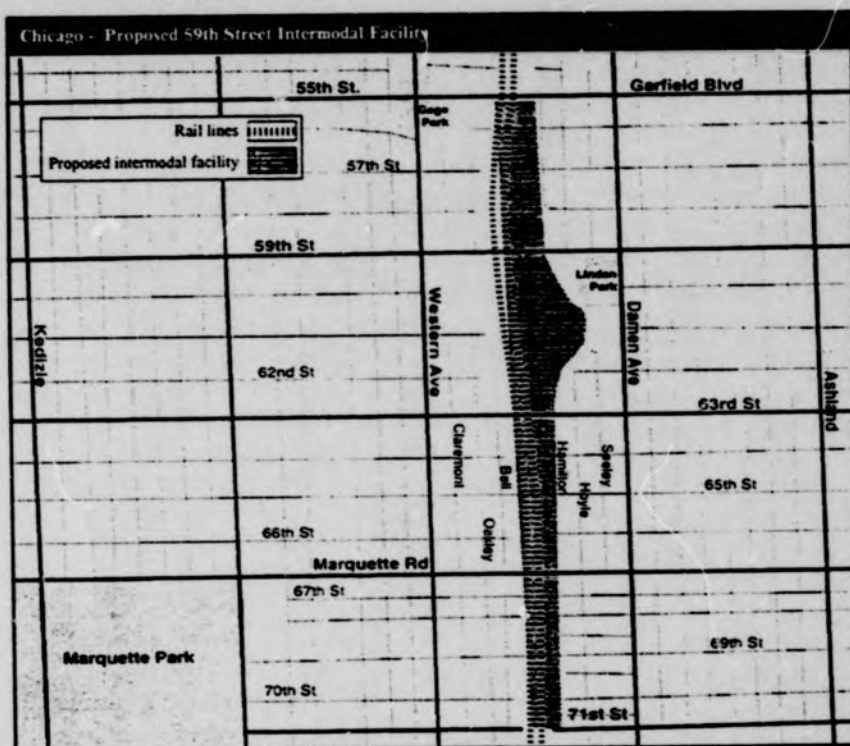 Chicago - Proposed 59th Street Intermodal Facility
55th St.
Garfield Blvd
Gage
Park
Rail lines
Proposed intermodal facility
57th St
59th St
Linden
Park
Kedizie
Western Ave
Damen Ave
62nd St
63rd St
Ashland
Claremont
Bell
Hamilton
Seeley
Hoyle
65th St
66th St
Oakley
Marquette Rd
67th St
Marquette Park
69th St
70th St
71st St